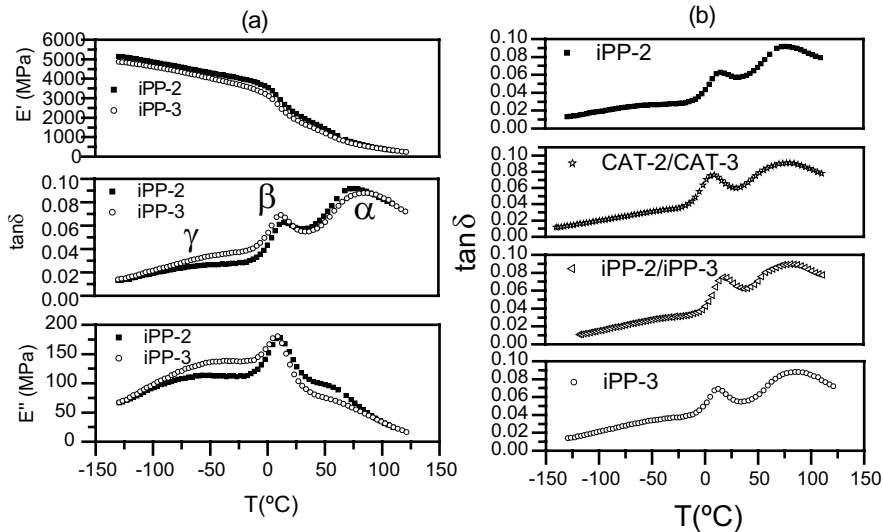 (a)
6000
5000
4000
3000
2000
1000
0
E' (MPa)
iPP-2
iPP-3
0.10
0.08
0.06
0.04
0.02
0.00
tanδ
iPP-2
iPP-3
γ
β
α
200
150
100
50
0
E'' (MPa)
iPP-2
iPP-3
-150 -100 -50 0 50 100 150
T(ºC)
(b)
tanδ
0.10
0.08
0.06
0.04
0.02
0.00
iPP-2
0.10
0.08
0.06
0.04
0.02
0.00
CAT-2/CAT-3
0.10
0.08
0.06
0.04
0.02
0.00
iPP-2/iPP-3
0.10
0.08
0.06
0.04
0.02
0.00
iPP-3
-150 -100 -50 0 50 100 150
T(ºC)